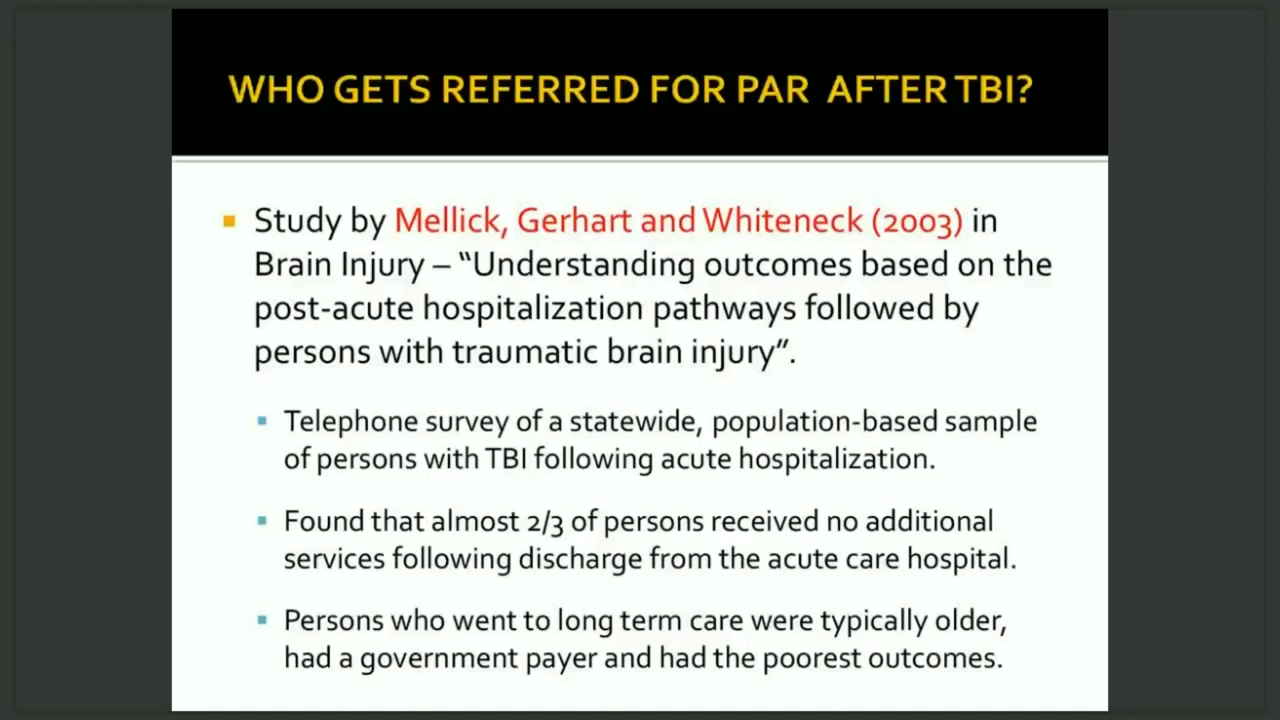 WHO GETS REFERRED FOR PAR AFTER TBI?
Study by Mellick, Gerhart and Whiteneck (2003) in
Brain Injury – “Understanding outcomes based on the
post-acute hospitalization pathways followed by
persons with traumatic brain injury”.
Telephone survey of a statewide, population-based sample
of persons with TBI following acute hospitalization.
Found that almost 2/3 of persons received no additional
services following discharge from the acute care hospital.
Persons who went to long term care were typically older,
had a government payer and had the poorest outcomes.